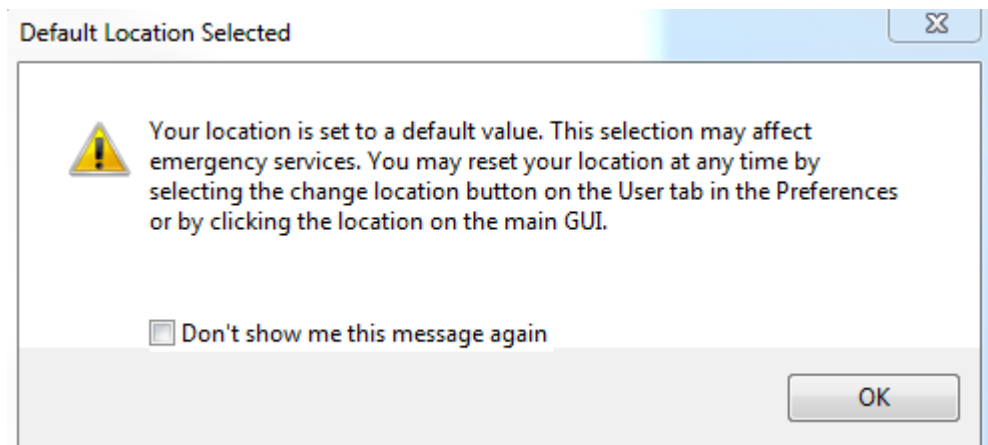 Default Location Selected
Your location is set to a default value. This selection may affect
emergency services. You may reset your location at any time by
selecting the change location button on the User tab in the Preferences
or by clicking the location on the main GUI.
Don't show me this message again
OK